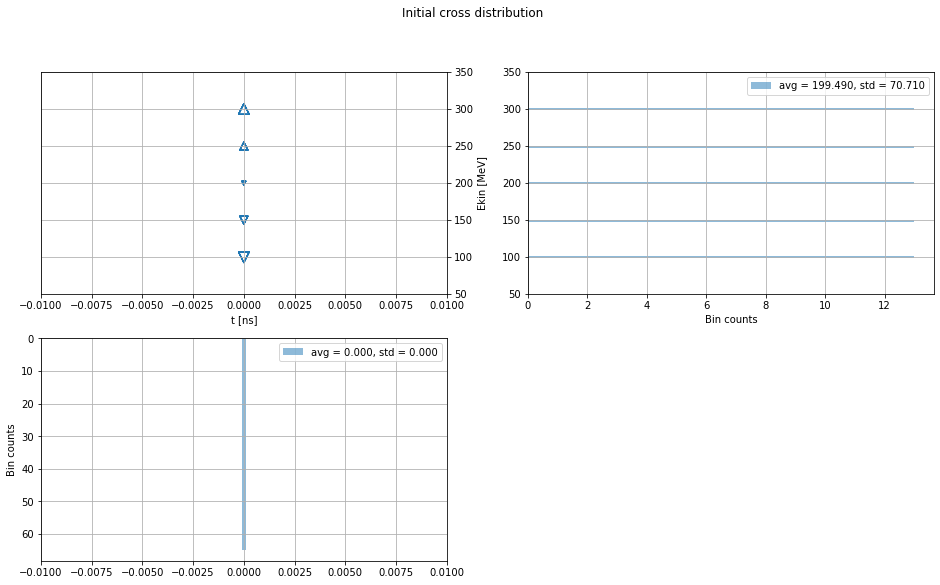 Initial cross distribution
350
300
250
200
150
100
50
Ekin [MeV]
−0.0100 −0.0075 −0.0050 −0.0025 0.0000 0.0025 0.0050 0.0075 0.0100
t [ns]
avg = 199.490, std = 70.710
350
300
250
200
150
100
50
0 2 4 6 8 10 12
Bin counts
avg = 0.000, std = 0.000
0
10
20
30
40
50
60
Bin counts
−0.0100 −0.0075 −0.0050 −0.0025 0.0000 0.0025 0.0050 0.0075 0.0100